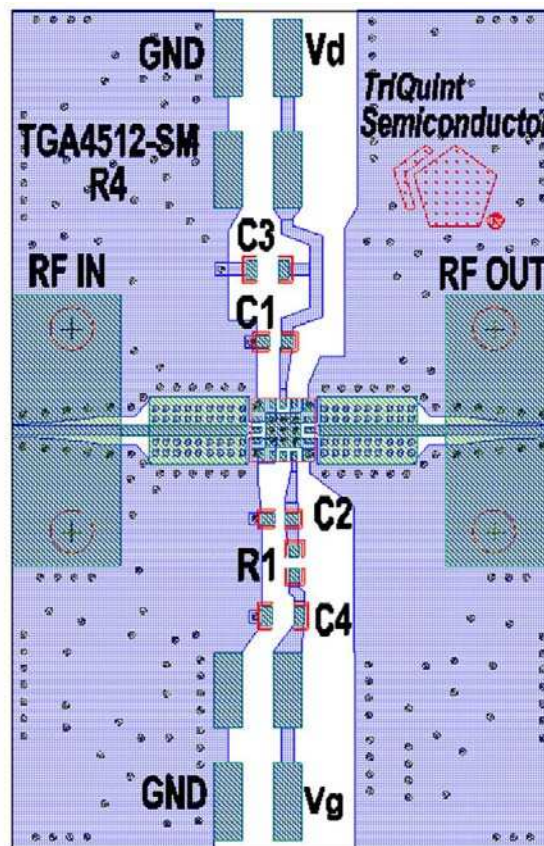 GND Vd
TriQuint
Semiconductor
TGA4512-SM
R4
C3
RF IN
RF OUT
C1
C2
R1
C4
GND
Vg